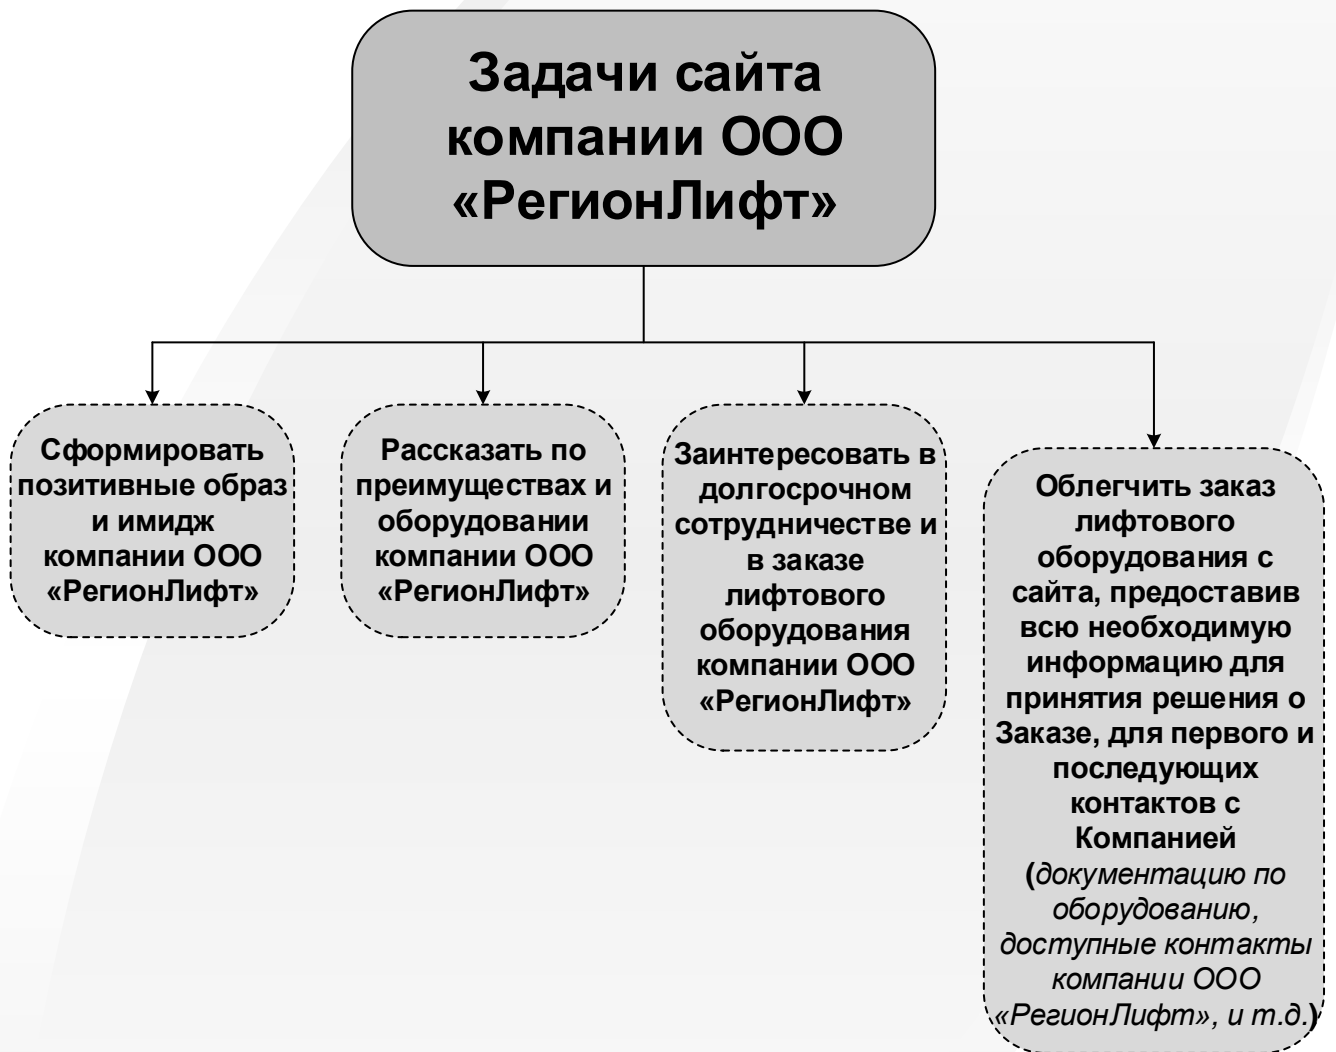 Задачи сайта
компании ООО
«РегионЛифт»
Сформировать
позитивные образ
и имидж
компании ООО
«РегионЛифт»
Рассказать по
преимуществах и
оборудовании
компании ООО
«РегионЛифт»
Заинтересовать в
долгосрочном
сотрудничестве и
в заказе
лифтового
оборудования
компании ООО
«РегионЛифт»
Облегчить заказ
лифтового
оборудования с
сайта, предоставив
всю необходимую
информацию для
принятия решения о
Заказе, для первого и
последующих
контактов с
Компанией
(документацию по
оборудованию,
доступные контакты
компании ООО
«РегионЛифт», и т.д.)